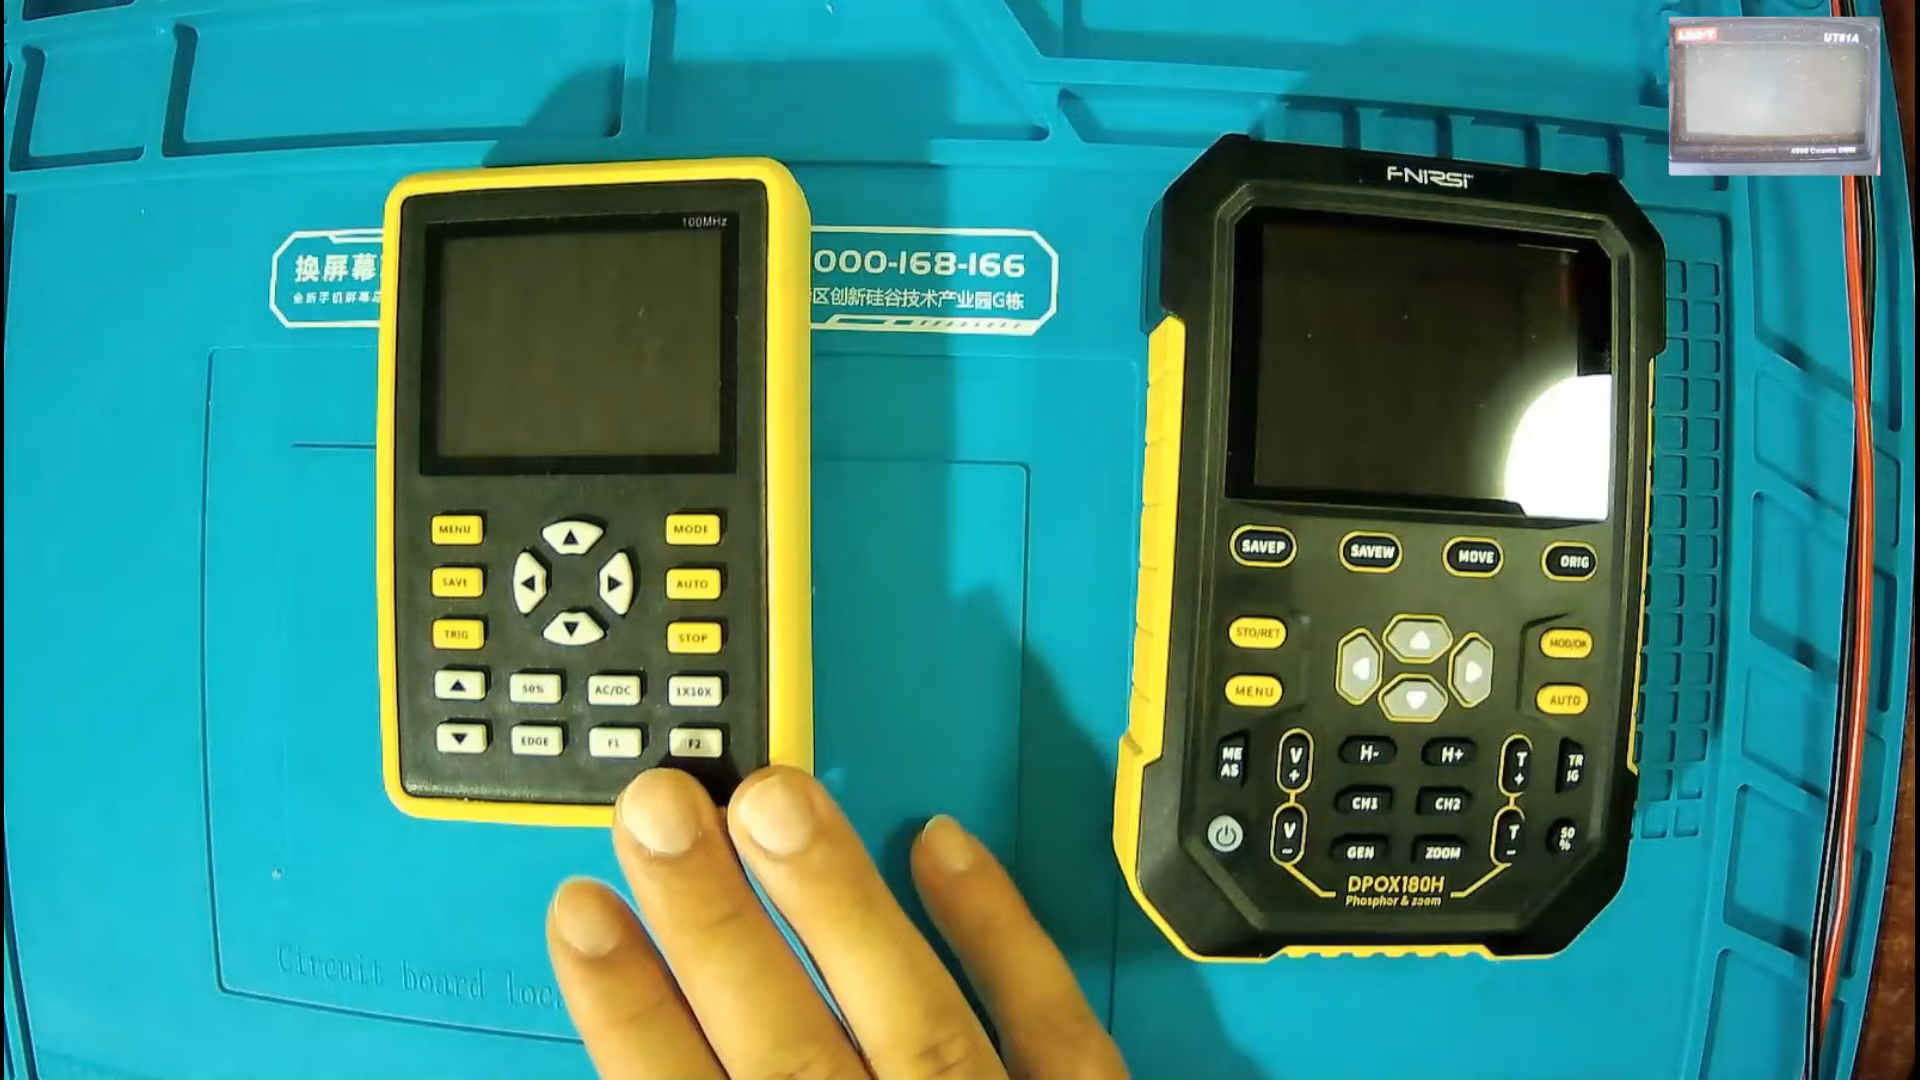 UNI-T
UT61A
FNIRSI
100MHz
换屏幕
000-168-166
区创新硅谷技术产业园G栋
MENU
MODE
SAVE
AUTO
TRIG
STOP
50%
AC/DC
1X10X
EDGE
F1
F2
SAVEP
SAVEW
MOVE
ORIG
STO/RET
MOD/OK
MENU
AUTO
ME
AS
V
+
H-
H+
T
+
TR
IG
CH1
CH2
V
-
T
-
50
%
GEN
ZOOM
DPOX180H
Phosphor & zoom
Circuit board